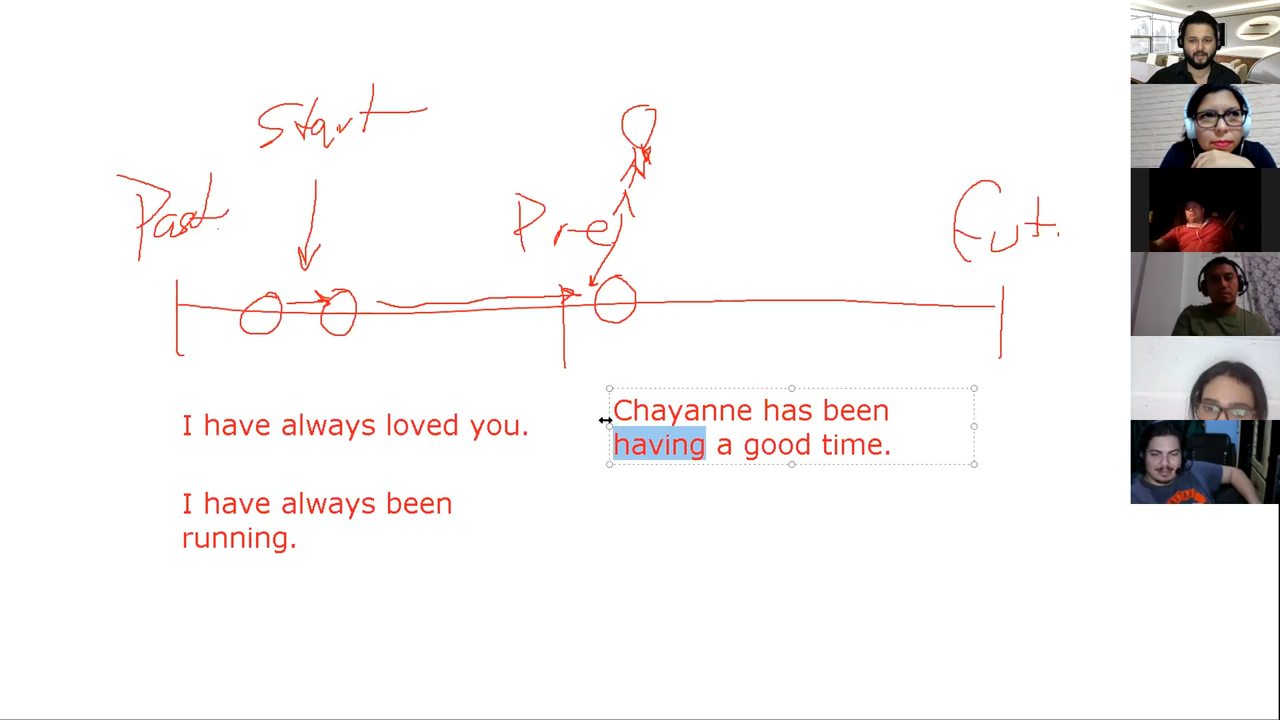 Start
Past
Pre
Fut.
I have always loved you.
I have always been
running.
Chayanne has been
having a good time.